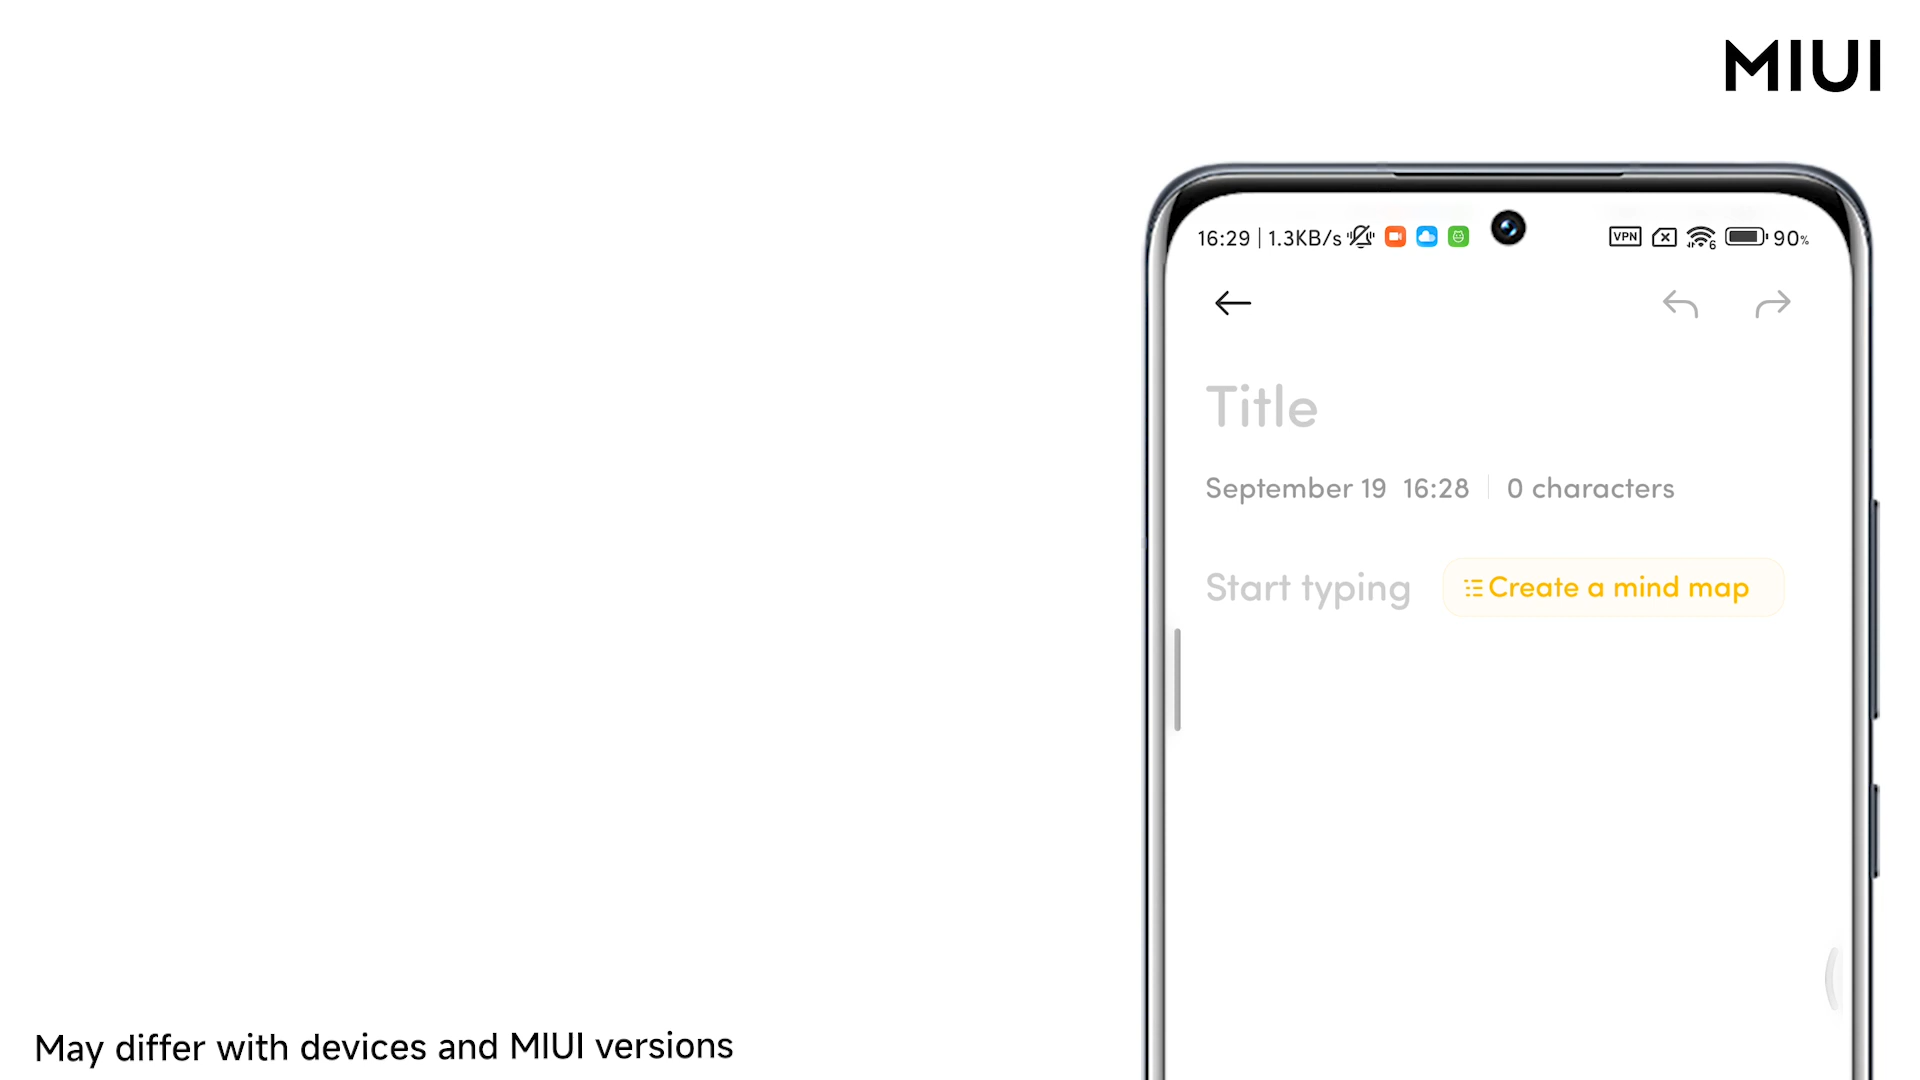 MIUI
16:29 | 1.3KB/s VPN 6 90%
Title
September 19 16:28 | 0 characters
Start typing Create a mind map
May differ with devices and MIUI versions